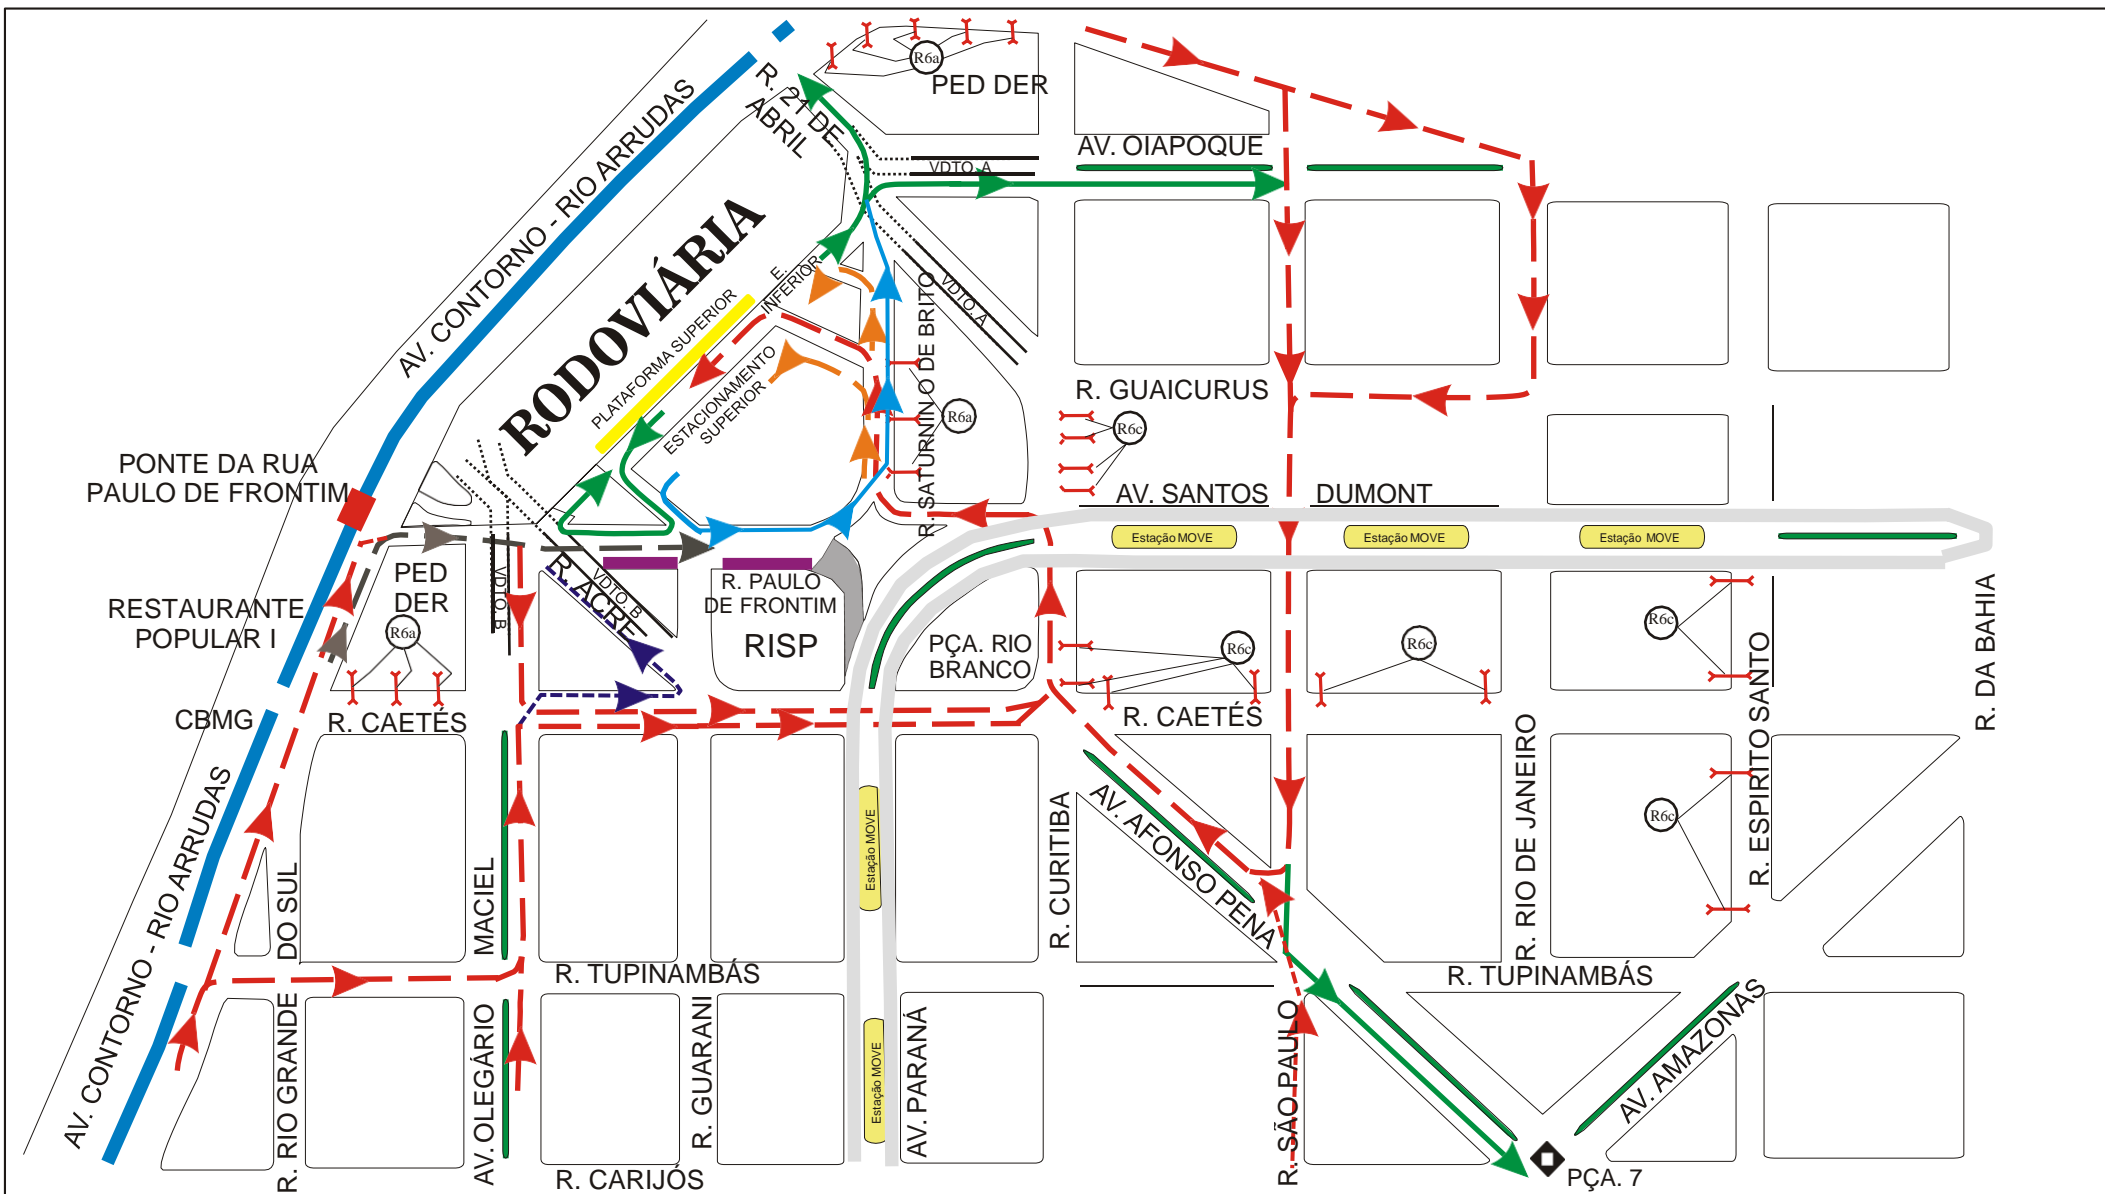 R6a
PED DER
R. 21 DE
ABRIL
AV. OIAPOQUE
VDTO. A
AV. CONTORNO - RIO ARRUDAS
RODOVIÁRIA
PLATAFORMA SUPERIOR
E.
INFERIOR
ESTACIONAMENTO
SUPERIOR
R. SATURNINO DE BRITO
VDTO. A
R6a
R. GUAICURUS
R6c
PONTE DA RUA
PAULO DE FRONTIM
AV. SANTOS
DUMONT
Estação MOVE
Estação MOVE
Estação MOVE
PED
DER
R6a
VDTO. B
R. ACRE
VDTO. B
R. PAULO
DE FRONTIM
RISP
RESTAURANTE
POPULAR I
PÇA. RIO
BRANCO
R6c
R6c
R6c
R. DA BAHIA
CBMG
R. CAETÉS
R. CAETÉS
R. ESPIRITO SANTO
AV. CONTORNO - RIO ARRUDAS
R. RIO GRANDE
DO SUL
AV. OLEGÁRIO
MACIEL
Estação MOVE
R. CURITIBA
AV. AFONSO PENA
R. RIO DE JANEIRO
R6c
R. TUPINAMBÁS
R. TUPINAMBÁS
R. GUARANI
Estação MOVE
AV. PARANÁ
R. SÃO PAULO
AV. AMAZONAS
R. CARIJÓS
PÇA. 7